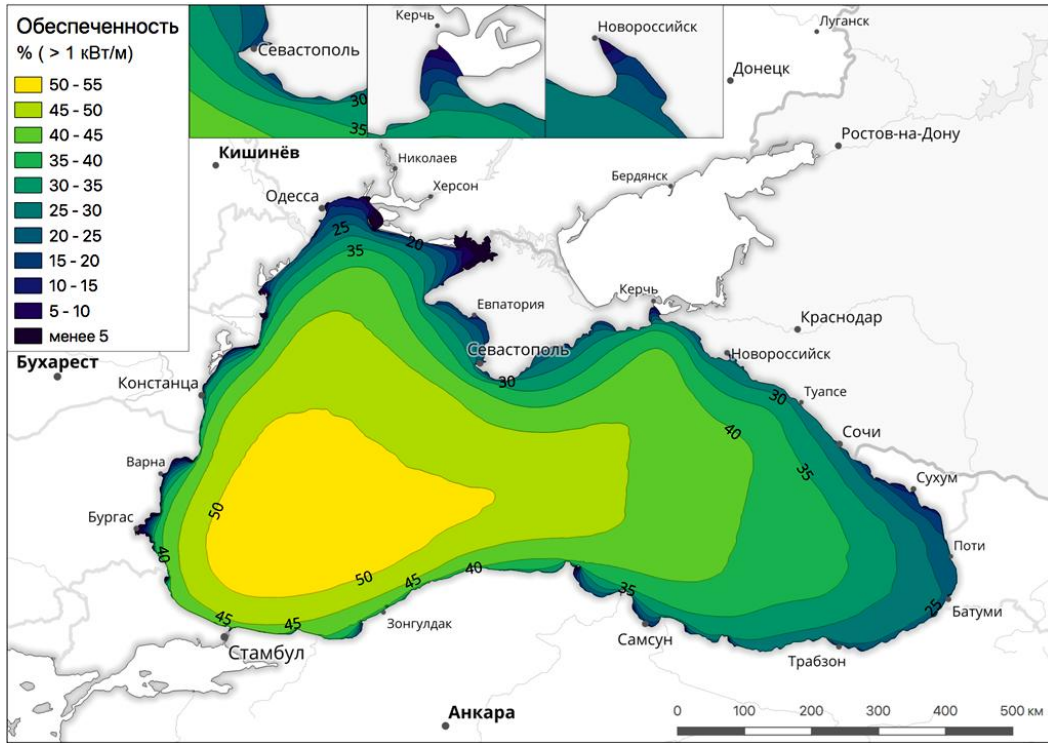 Обеспеченность
% ( > 1 кВт/м)
50 - 55
45 - 50
40 - 45
35 - 40
30 - 35
25 - 30
20 - 25
15 - 20
10 - 15
5 - 10
менее 5
Севастополь
30
35
Керчь
Новороссийск
Луганск
Донецк
Ростов-на-Дону
Кишинёв
Николаев
Херсон
Бердянск
Одесса
25
20
35
Керчь
Евпатория
Краснодар
Севастополь
Новороссийск
Бухарест
Констанца
30
Туапсе
30
40
Сочи
Варна
35
Сухум
50
Бургас
40
Поти
50
45
40
35
25
Батуми
45
45
Зонгулдак
Самсун
Стамбул
Трабзон
Анкара
0 100 200 300 400 500 км